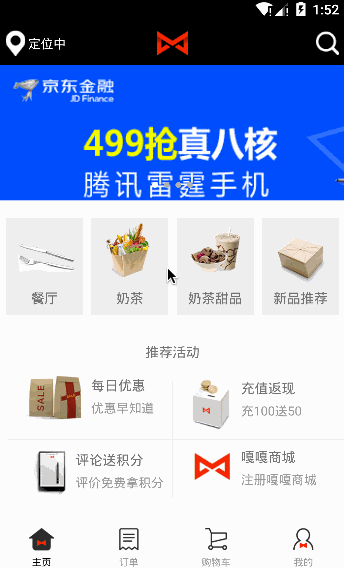 1:52
定位中
京东金融
JD Finance
499抢真八核
腾讯雷霆手机
餐厅
奶茶
奶茶甜品
新品推荐
推荐活动
SALE
每日优惠
优惠早知道
充值返现
充100送50
评论送积分
评价免费拿积分
嘎嘎商城
注册嘎嘎商城
主页
订单
购物车
我的